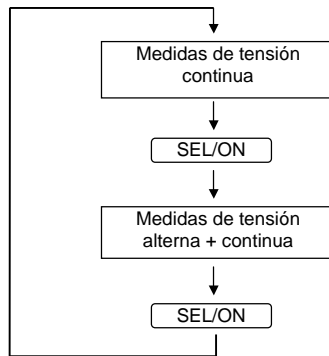 Medidas de tensión
continua
SEL/ON
Medidas de tensión
alterna + continua
SEL/ON